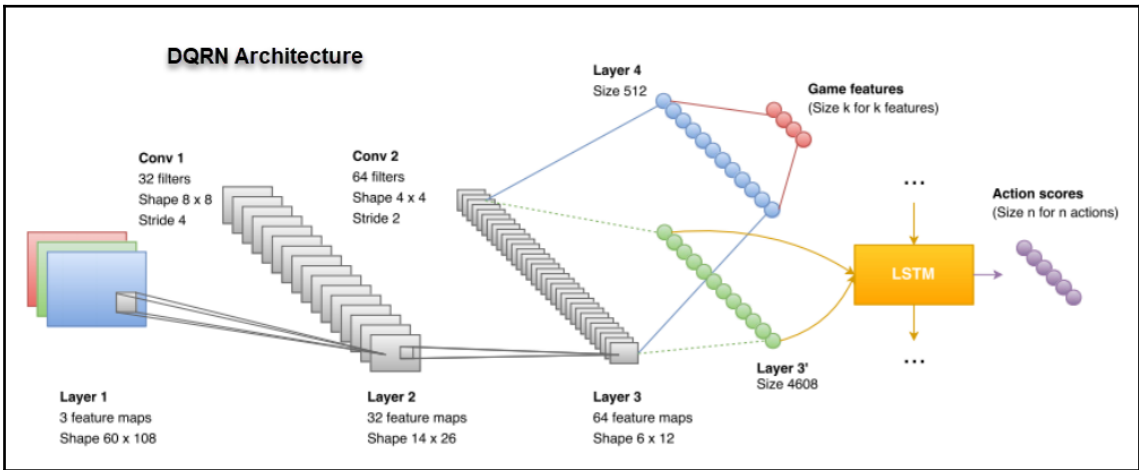 DQRN Architecture
Layer 4
Size 512
Game features
(Size k for k features)
Conv 1
32 filters
Shape 8 x 8
Stride 4
Conv 2
64 filters
Shape 4 x 4
Stride 2
...
Action scores
(Size n for n actions)
LSTM
...
Layer 3'
Size 4608
Layer 1
3 feature maps
Shape 60 x 108
Layer 2
32 feature maps
Shape 14 x 26
Layer 3
64 feature maps
Shape 6 x 12